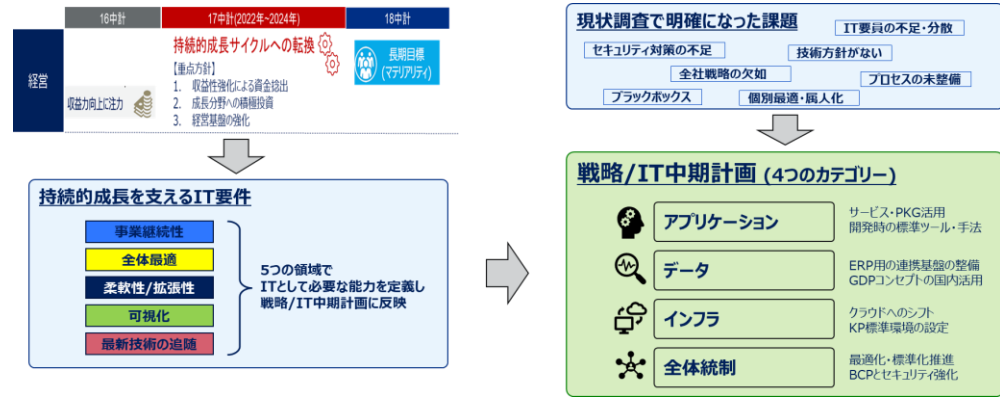 16中計
17中計(2022年~2024年)
18中計
経営
収益力向上に注力
持続的成長サイクルへの転換
【重点方針】
1. 収益性強化による資金捻出
2. 成長分野への積極投資
3. 経営基盤の強化
長期目標
(マテリアリティ)
持続的成長を支えるIT要件
事業継続性
全体最適
柔軟性/拡張性
可視化
最新技術の追随
5つの領域で
ITとして必要な能力を定義し
戦略/IT中期計画に反映
現状調査で明確になった課題
IT要員の不足・分散
セキュリティ対策の不足
技術方針がない
全社戦略の欠如
プロセスの未整備
ブラックボックス
個別最適・属人化
戦略/IT中期計画 (4つのカテゴリー)
アプリケーション
サービス・PKG活用
開発時の標準ツール・手法
データ
ERP用の連携基盤の整備
GDPコンセプトの国内活用
インフラ
クラウドへのシフト
KP標準環境の設定
全体統制
最適化・標準化推進
BCPとセキュリティ強化